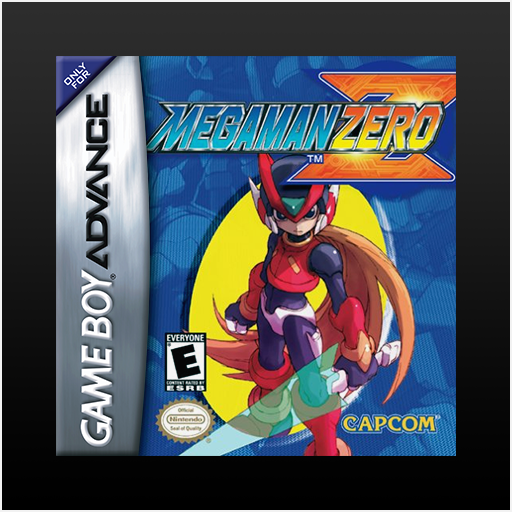 ONLY
FOR
GAME BOY ADVANCE
MEGAMAN ZERO
TM
EVERYONE
E
CONTENT RATED BY
ESRB
Official
Nintendo
Seal of Quality
CAPCOM